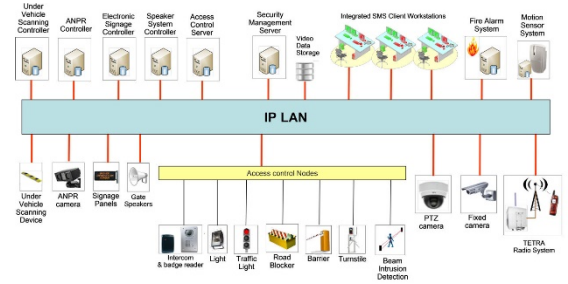 Under
Vehicle
Scanning
Controller
ANPR
Controller
Electronic
Signage
Controller
Speaker
System
Controller
Access
Control
Server
Security
Management
Server
Video
Data
Storage
Integrated SMS Client Workstations
Fire Alarm
System
Motion
Sensor
System
IP LAN
Under
Vehicle
Scanning
Device
ANPR
camera
Signage
Panels
Gate
Speakers
Access control Nodes
Intercom
& badge reader
Light
Traffic
Light
Road
Blocker
Barrier
Turnstile
Beam
Intrusion
Detection
PTZ
camera
Fixed
camera
TETRA
Radio System